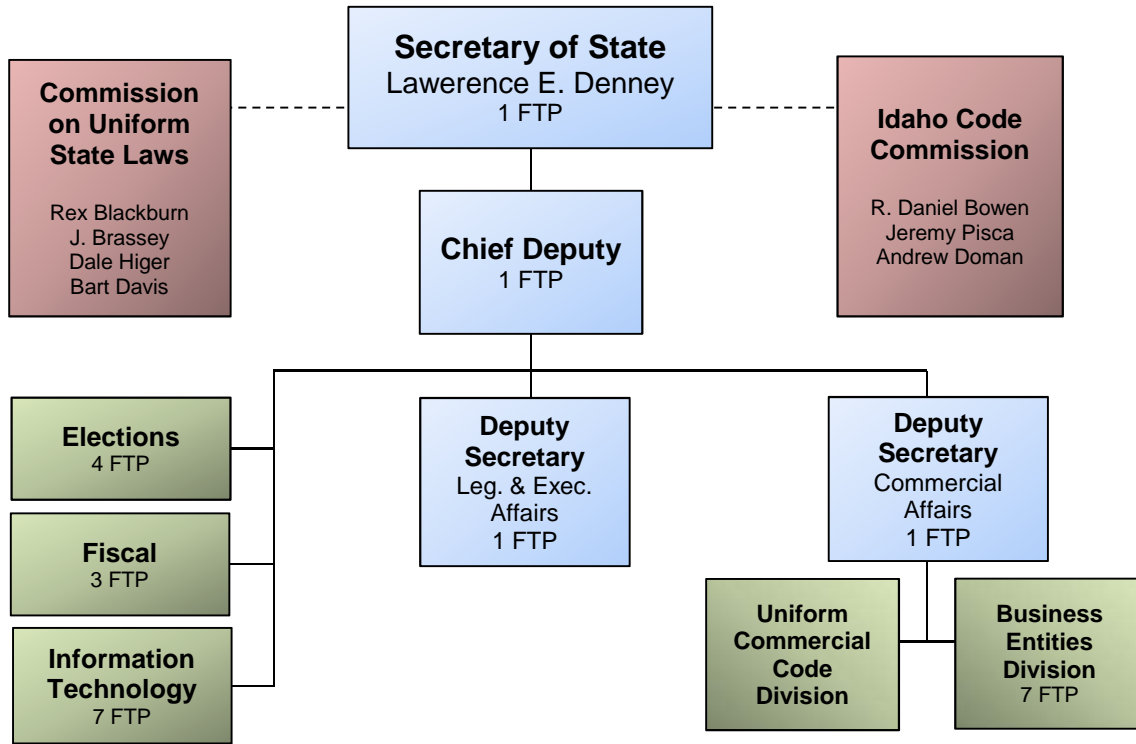 Secretary of State
Lawerence E. Denney
1 FTP
Commission
on Uniform
State Laws
Rex Blackburn
J. Brassey
Dale Higer
Bart Davis
Idaho Code
Commission
R. Daniel Bowen
Jeremy Pisca
Andrew Doman
Chief Deputy
1 FTP
Elections
4 FTP
Fiscal
3 FTP
Information
Technology
7 FTP
Deputy
Secretary
Leg. & Exec.
Affairs
1 FTP
Deputy
Secretary
Commercial
Affairs
1 FTP
Uniform
Commercial
Code
Division
Business
Entities
Division
7 FTP